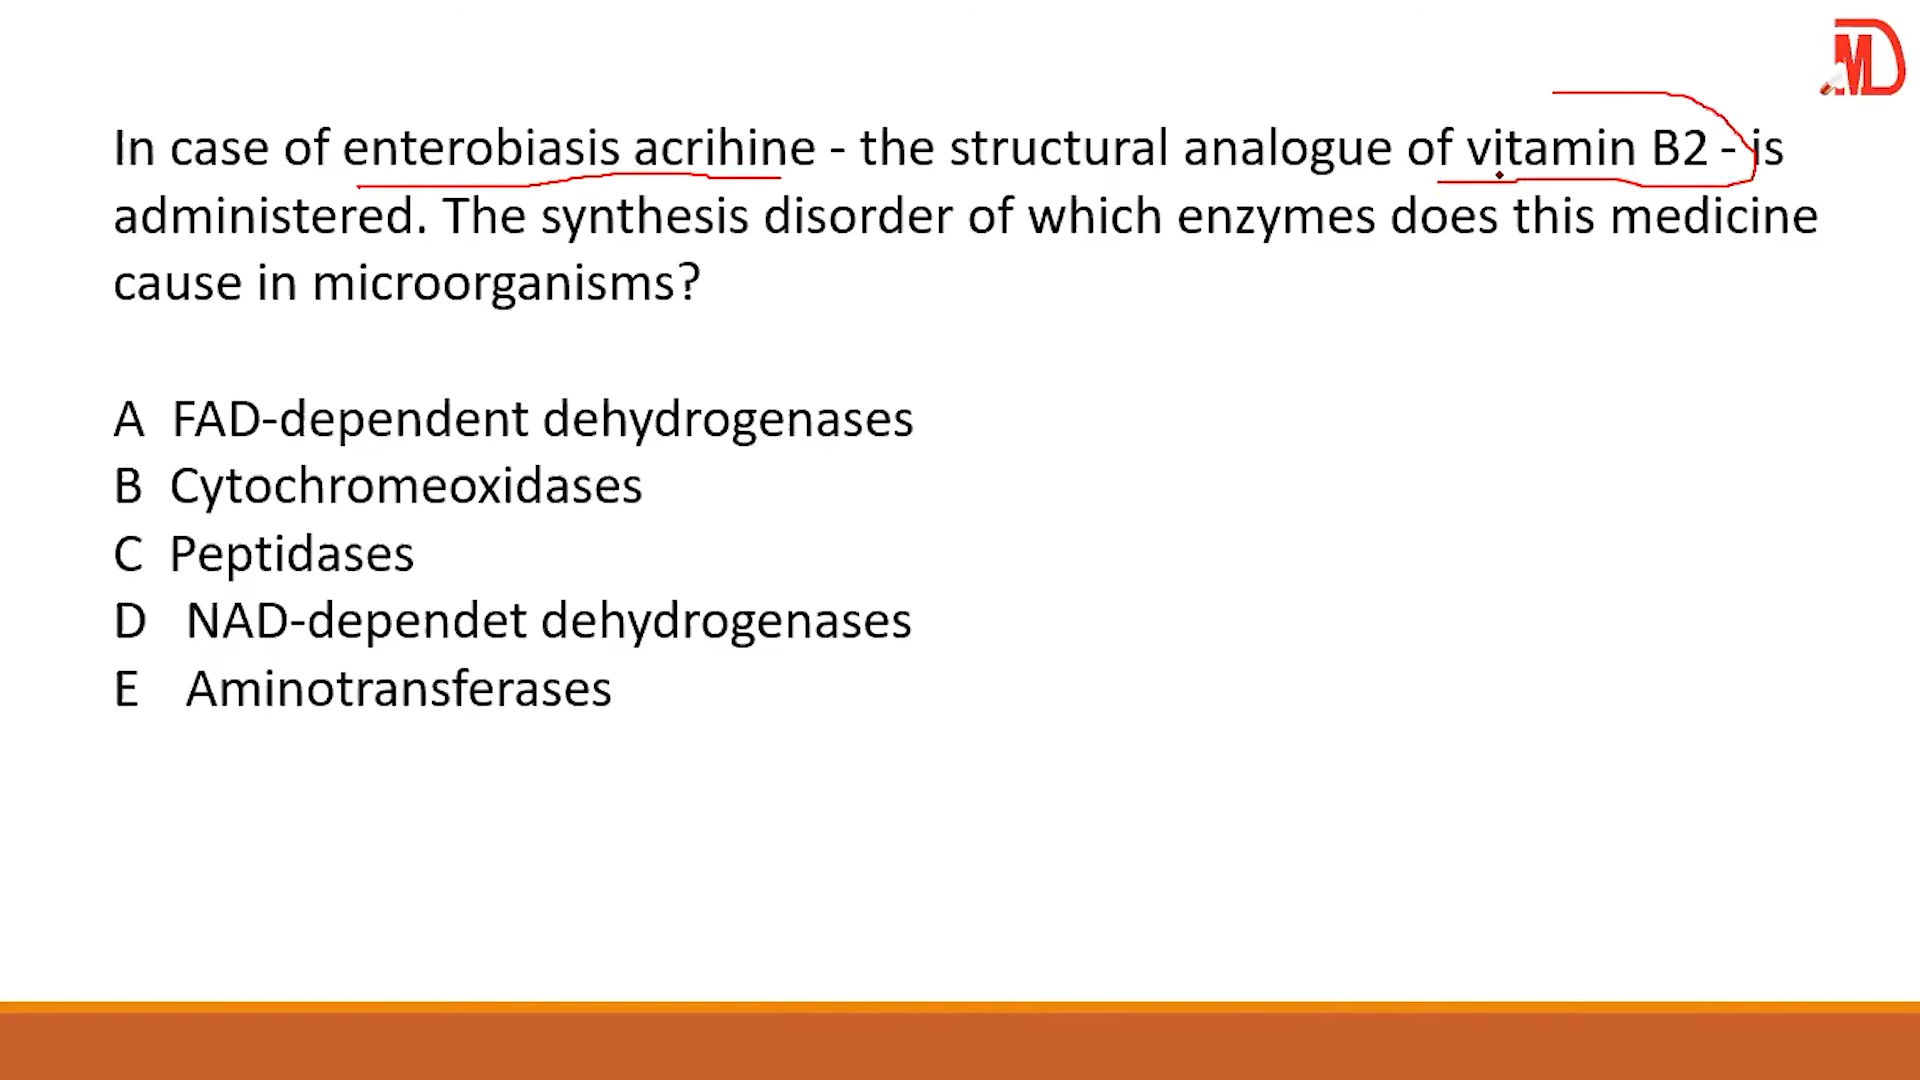 MD
In case of enterobiasis acrihine - the structural analogue of vitamin B2 - is
administered. The synthesis disorder of which enzymes does this medicine
cause in microorganisms?
A FAD-dependent dehydrogenases
B Cytochromeoxidases
C Peptidases
D NAD-dependet dehydrogenases
E Aminotransferases